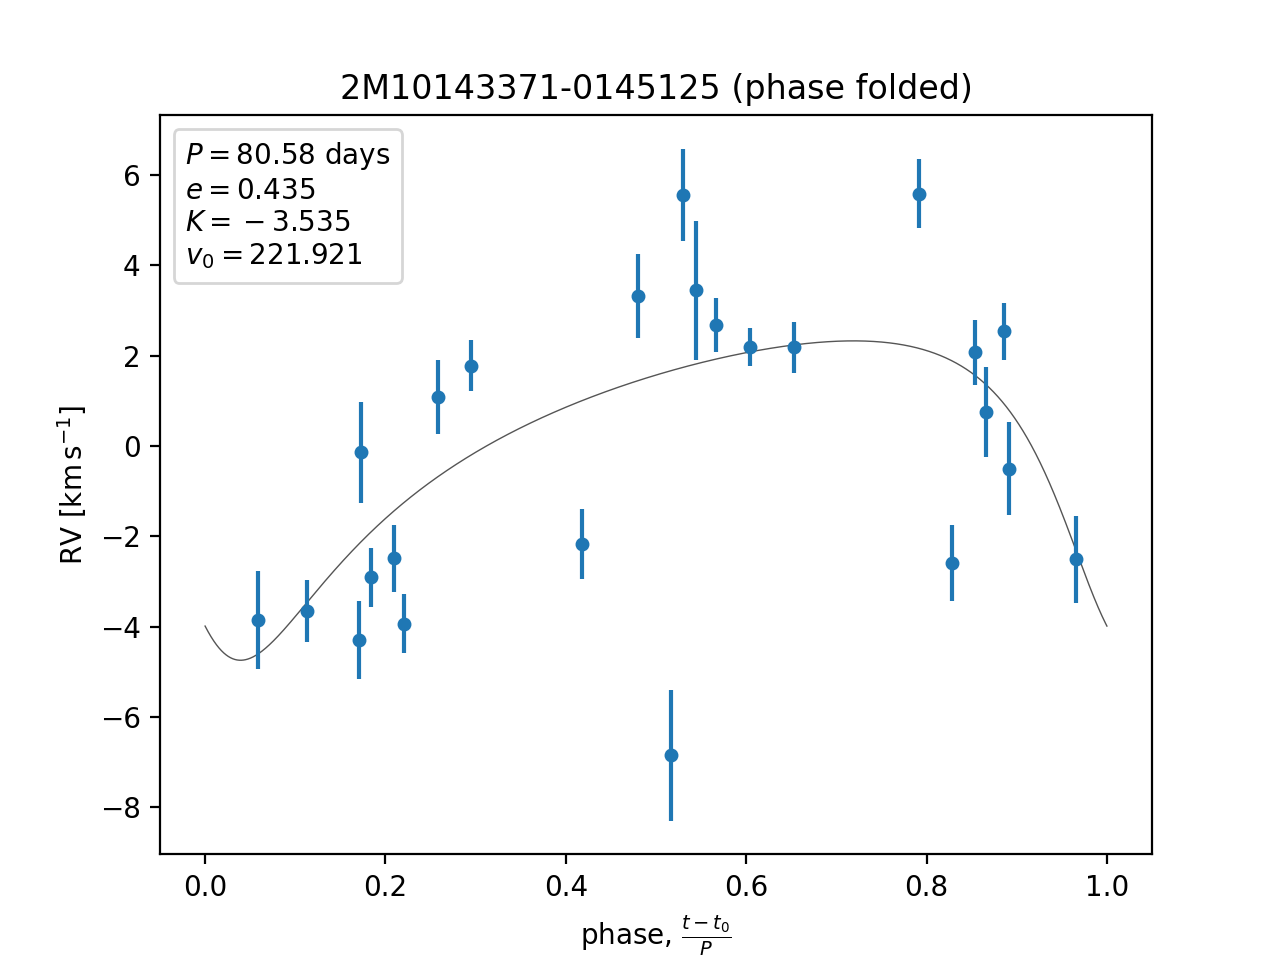 2M10143371-0145125 (phase folded)
P = 80.58 days
e = 0.435
K = −3.535
v₀ = 221.921
6
4
2
0
−2
−4
−6
−8
RV [km s⁻¹]
0.0 0.2 0.4 0.6 0.8 1.0
phase, (t − t₀)/P